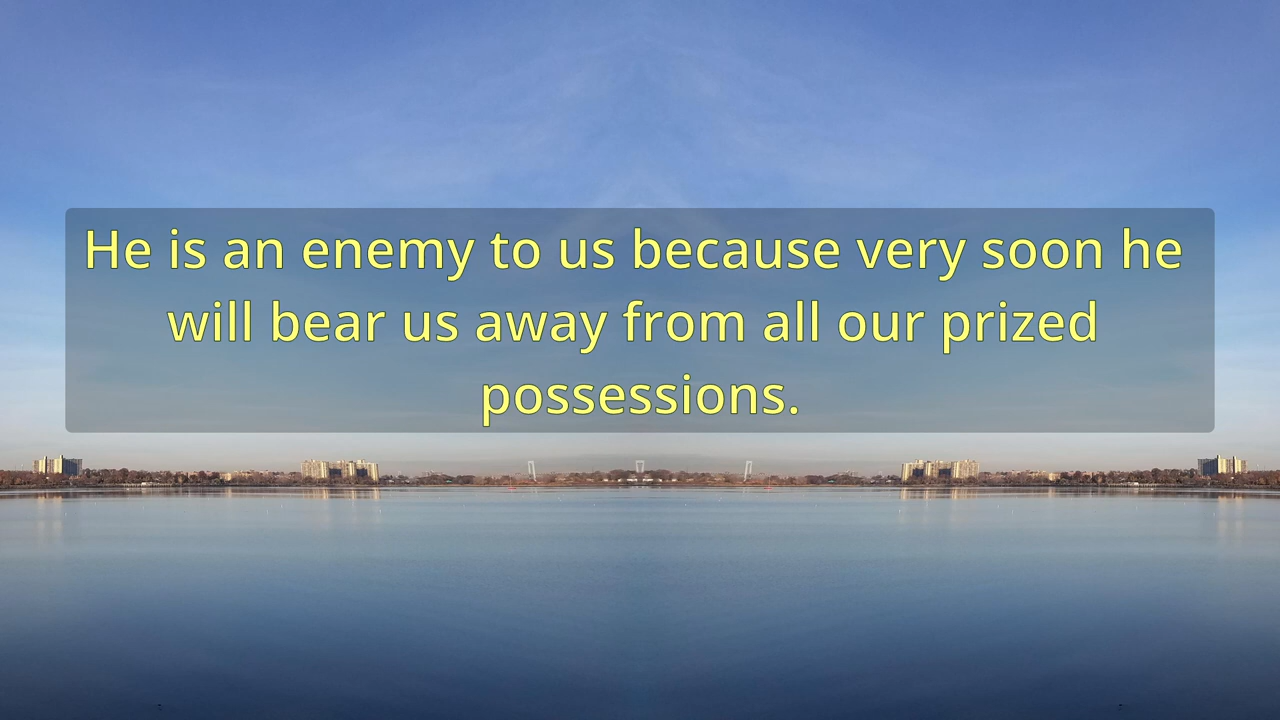 He is an enemy to us because very soon he
will bear us away from all our prized
possessions.